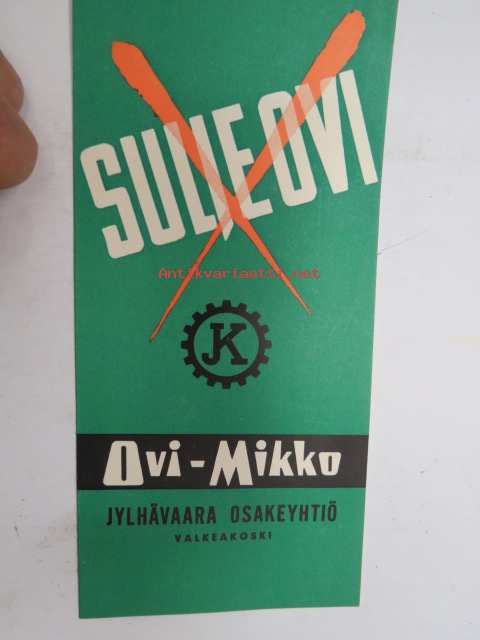 SULJE OVI
Antikvariaatti.net
JK
Ovi-Mikko
JYLHÄVAARA OSAKEYHTIÖ
VALKEAKOSKI